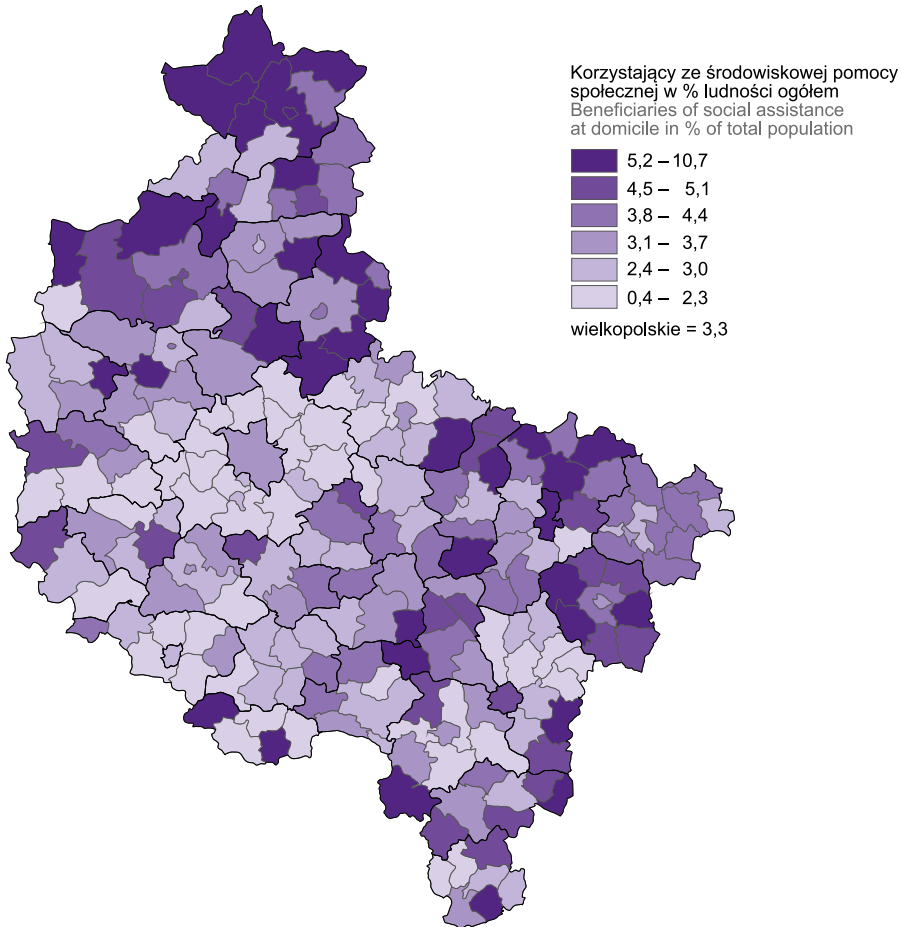 Korzystający ze środowiskowej pomocy
społecznej w % ludności ogółem
Beneficiaries of social assistance
at domicile in % of total population
5,2 – 10,7
4,5 – 5,1
3,8 – 4,4
3,1 – 3,7
2,4 – 3,0
0,4 – 2,3
wielkopolskie = 3,3